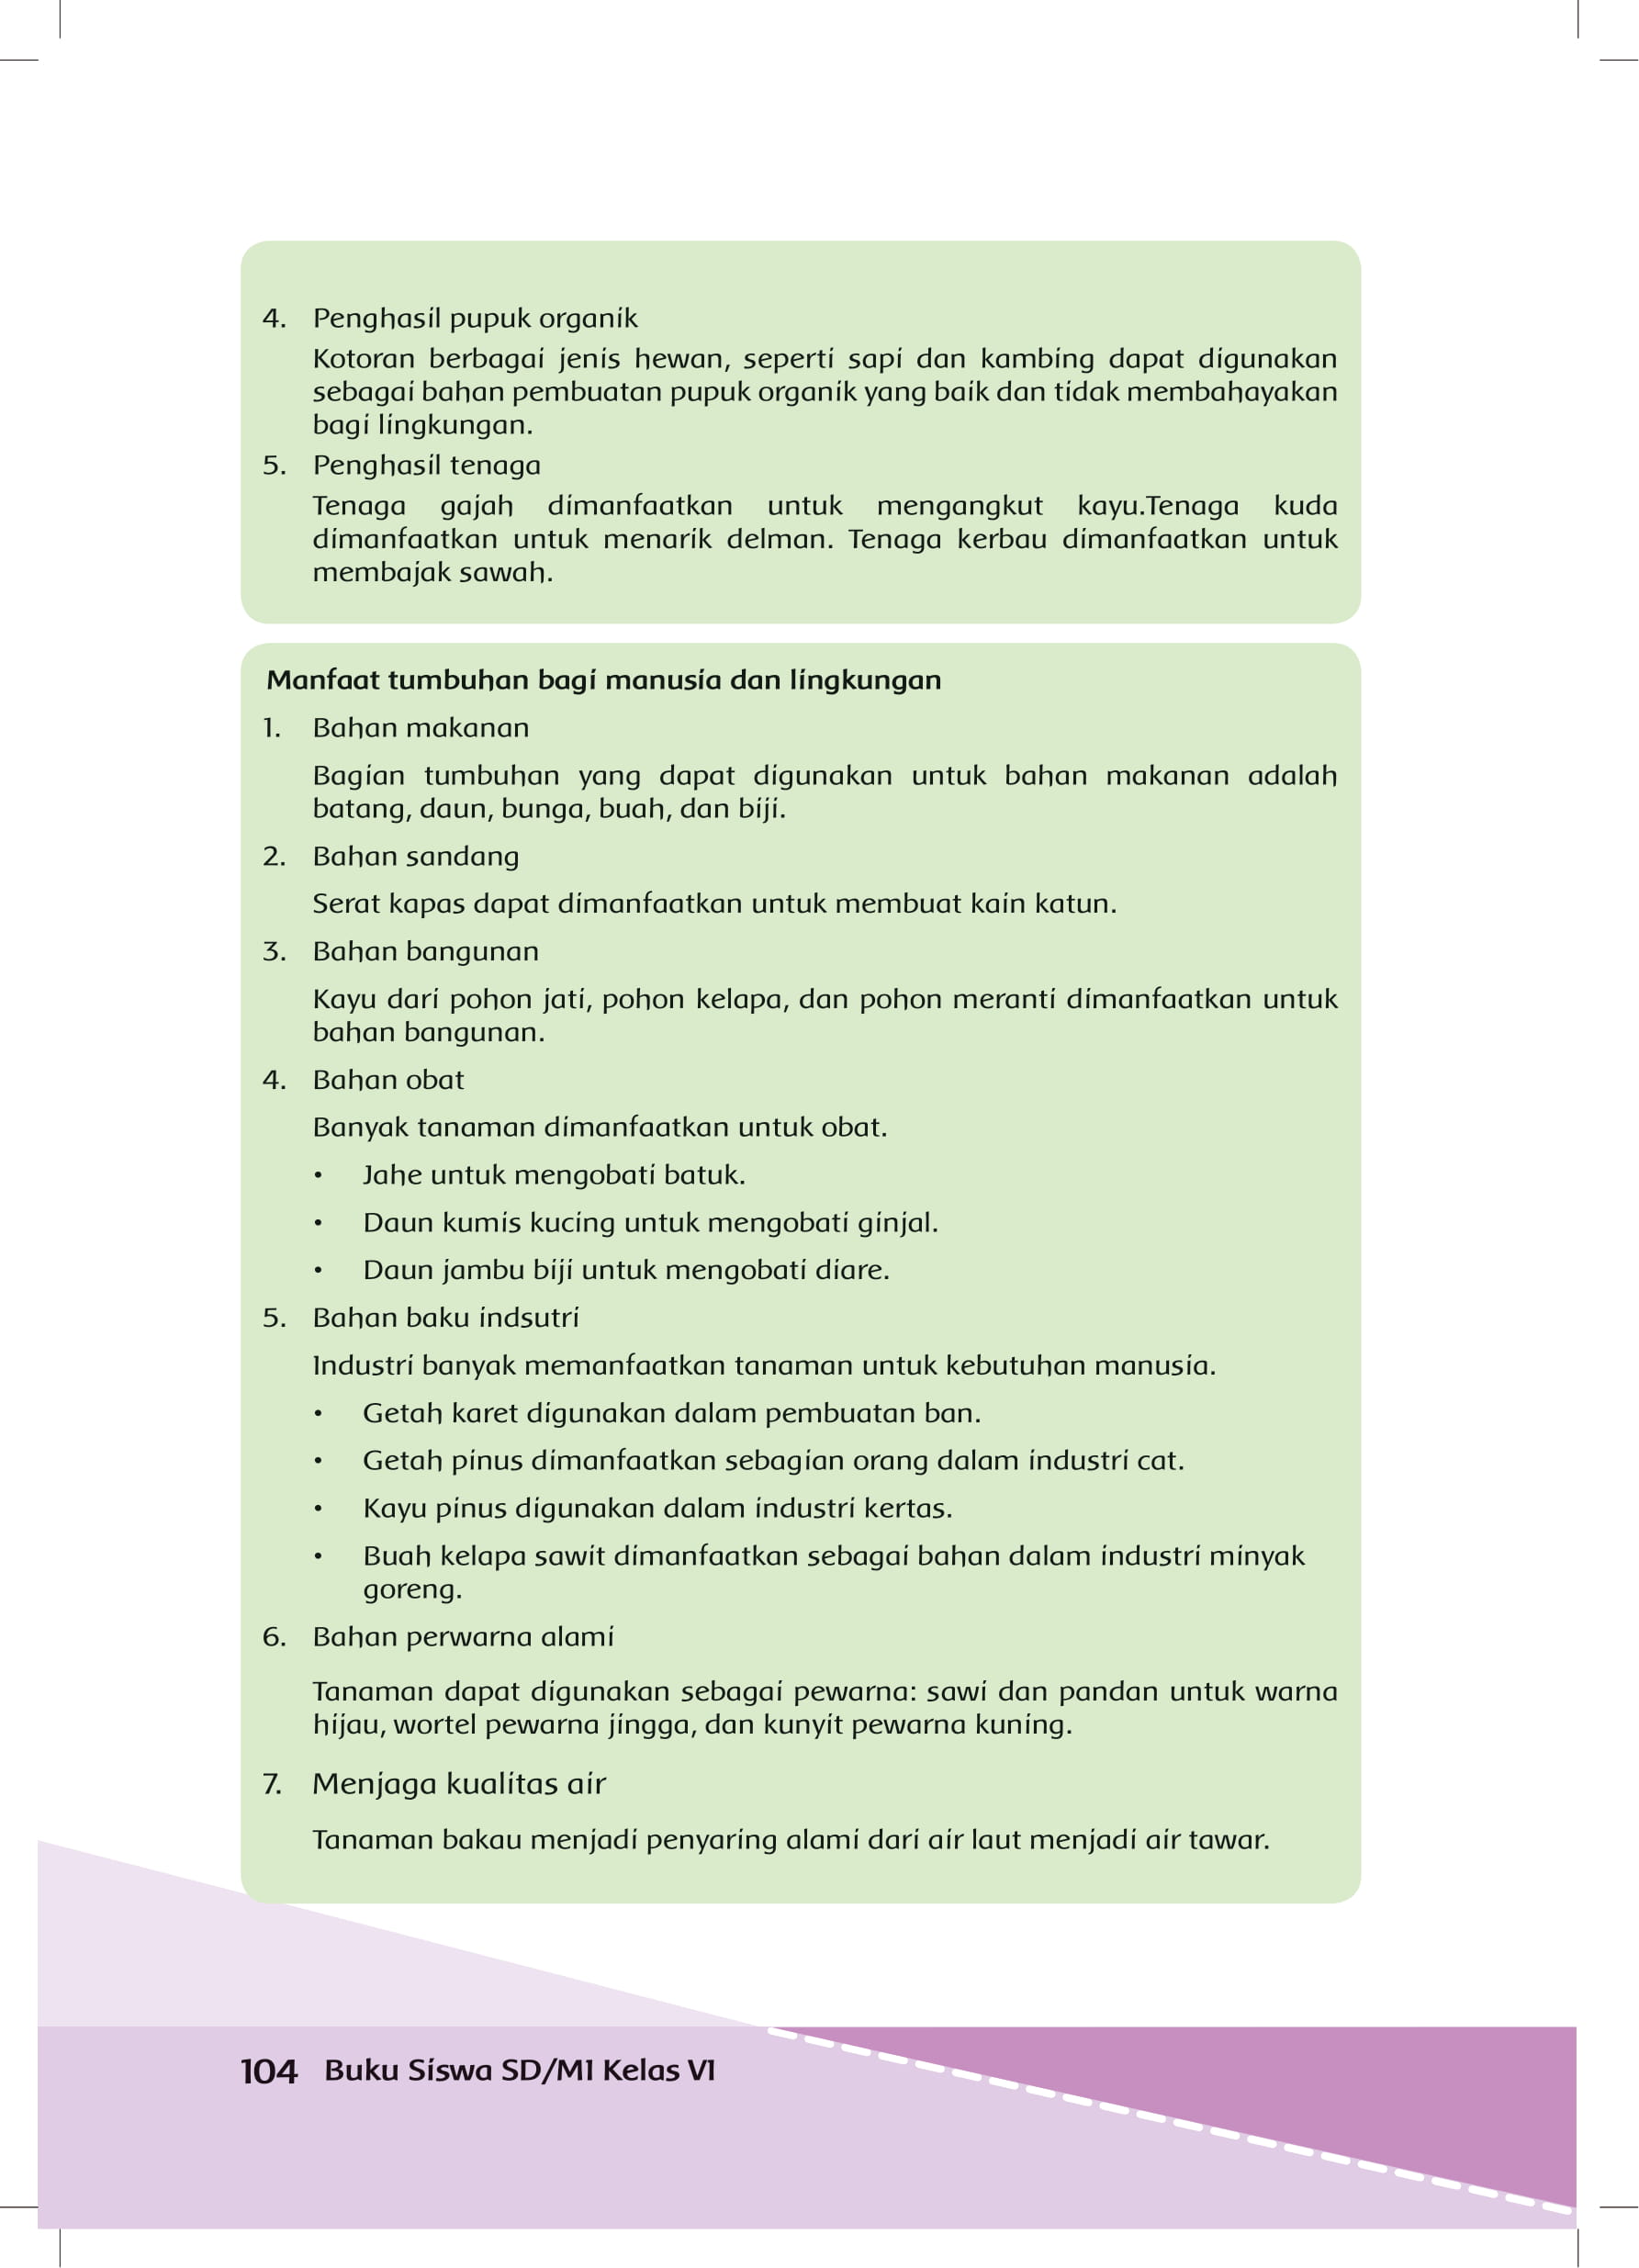 4. Penghasil pupuk organik
Kotoran berbagai jenis hewan, seperti sapi dan kambing dapat digunakan
sebagai bahan pembuatan pupuk organik yang baik dan tidak membahayakan
bagi lingkungan.
5. Penghasil tenaga
Tenaga gajah dimanfaatkan untuk mengangkut kayu.Tenaga kuda
dimanfaatkan untuk menarik delman. Tenaga kerbau dimanfaatkan untuk
membajak sawah.
Manfaat tumbuhan bagi manusia dan lingkungan
1. Bahan makanan
Bagian tumbuhan yang dapat digunakan untuk bahan makanan adalah
batang, daun, bunga, buah, dan biji.
2. Bahan sandang
Serat kapas dapat dimanfaatkan untuk membuat kain katun.
3. Bahan bangunan
Kayu dari pohon jati, pohon kelapa, dan pohon meranti dimanfaatkan untuk
bahan bangunan.
4. Bahan obat
Banyak tanaman dimanfaatkan untuk obat.
• Jahe untuk mengobati batuk.
• Daun kumis kucing untuk mengobati ginjal.
• Daun jambu biji untuk mengobati diare.
5. Bahan baku indsutri
Industri banyak memanfaatkan tanaman untuk kebutuhan manusia.
• Getah karet digunakan dalam pembuatan ban.
• Getah pinus dimanfaatkan sebagian orang dalam industri cat.
• Kayu pinus digunakan dalam industri kertas.
• Buah kelapa sawit dimanfaatkan sebagai bahan dalam industri minyak
goreng.
6. Bahan perwarna alami
Tanaman dapat digunakan sebagai pewarna: sawi dan pandan untuk warna
hijau, wortel pewarna jingga, dan kunyit pewarna kuning.
7. Menjaga kualitas air
Tanaman bakau menjadi penyaring alami dari air laut menjadi air tawar.
104 Buku Siswa SD/MI Kelas VI